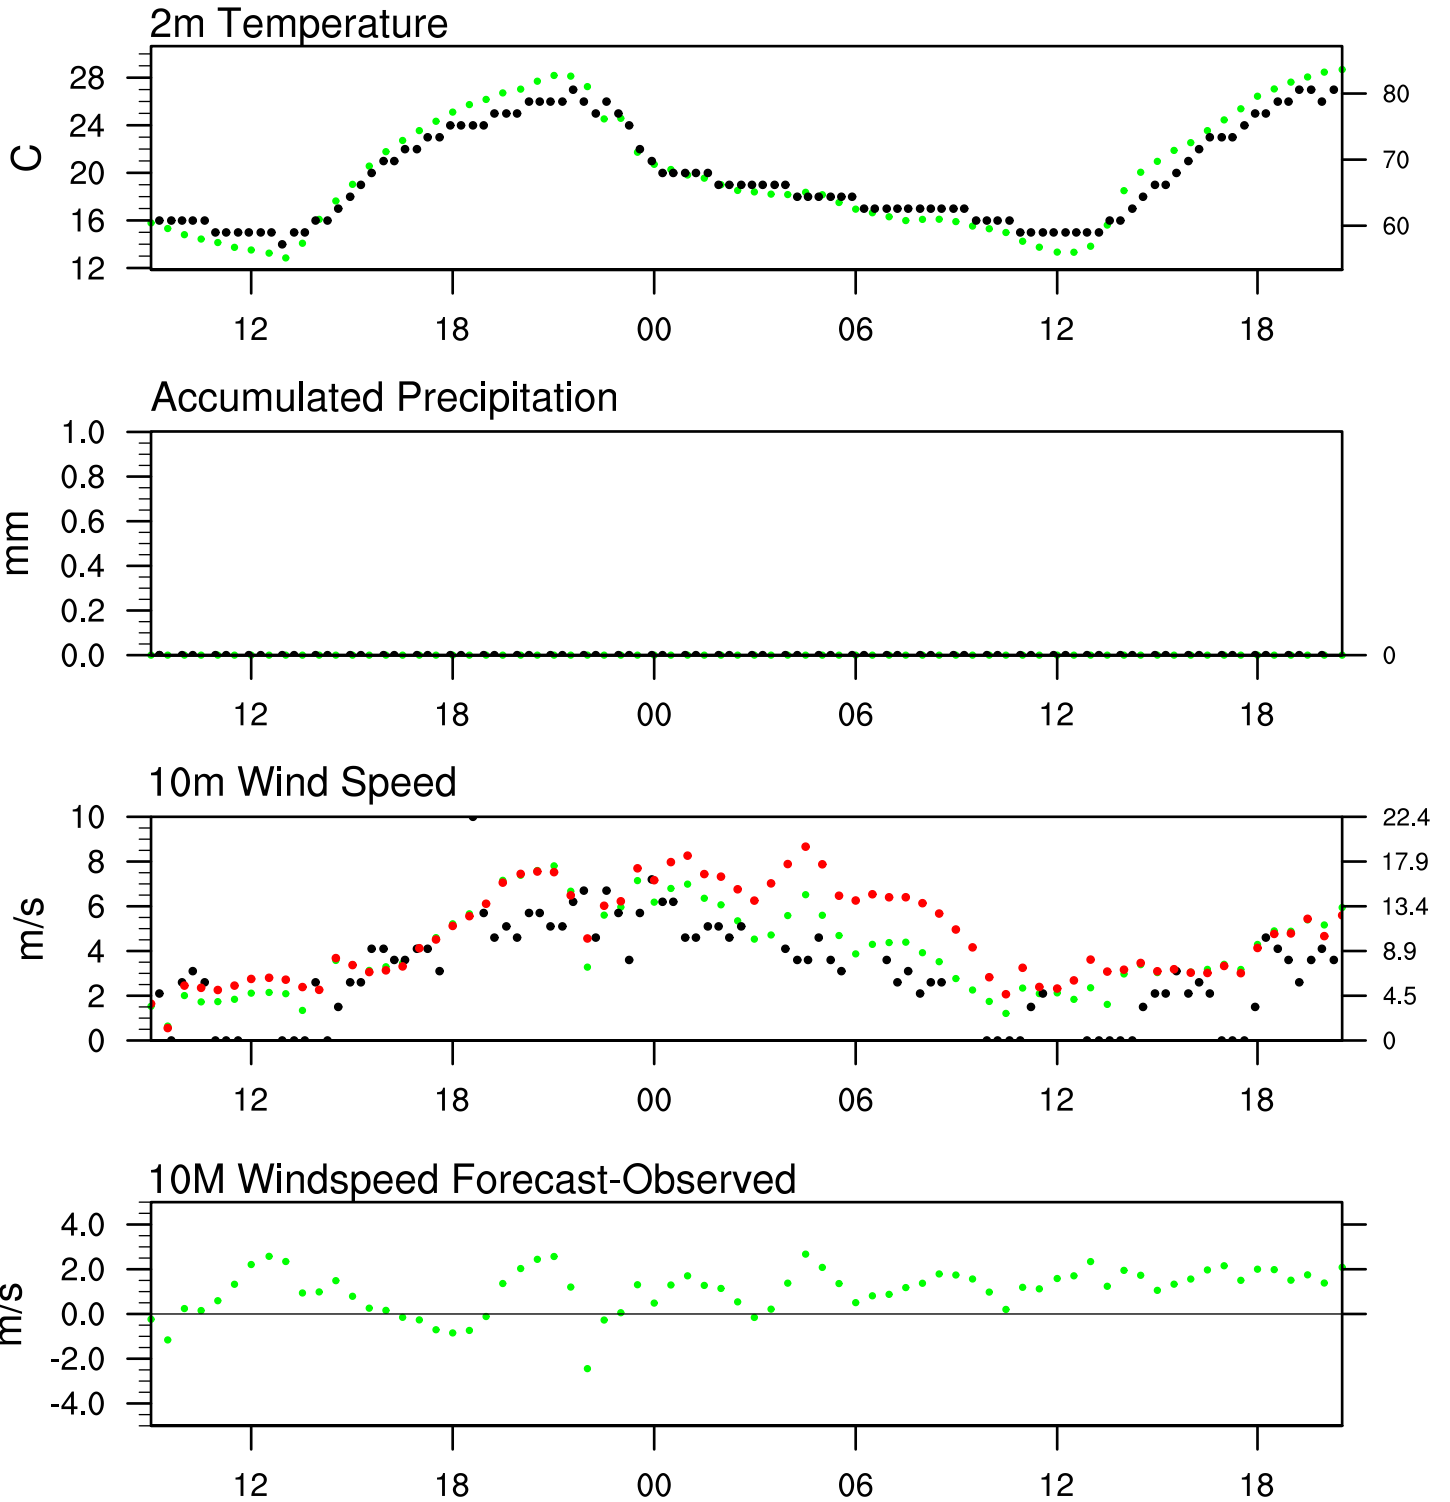 2m Temperature
28
24
20
16
12
C
80
70
60
12 18 00 06 12 18
Accumulated Precipitation
1.0
0.8
0.6
0.4
0.2
0.0
mm
0
12 18 00 06 12 18
10m Wind Speed
10
8
6
4
2
0
m/s
22.4
17.9
13.4
8.9
4.5
0
12 18 00 06 12 18
10M Windspeed Forecast-Observed
4.0
2.0
0.0
-2.0
-4.0
m/s
12 18 00 06 12 18